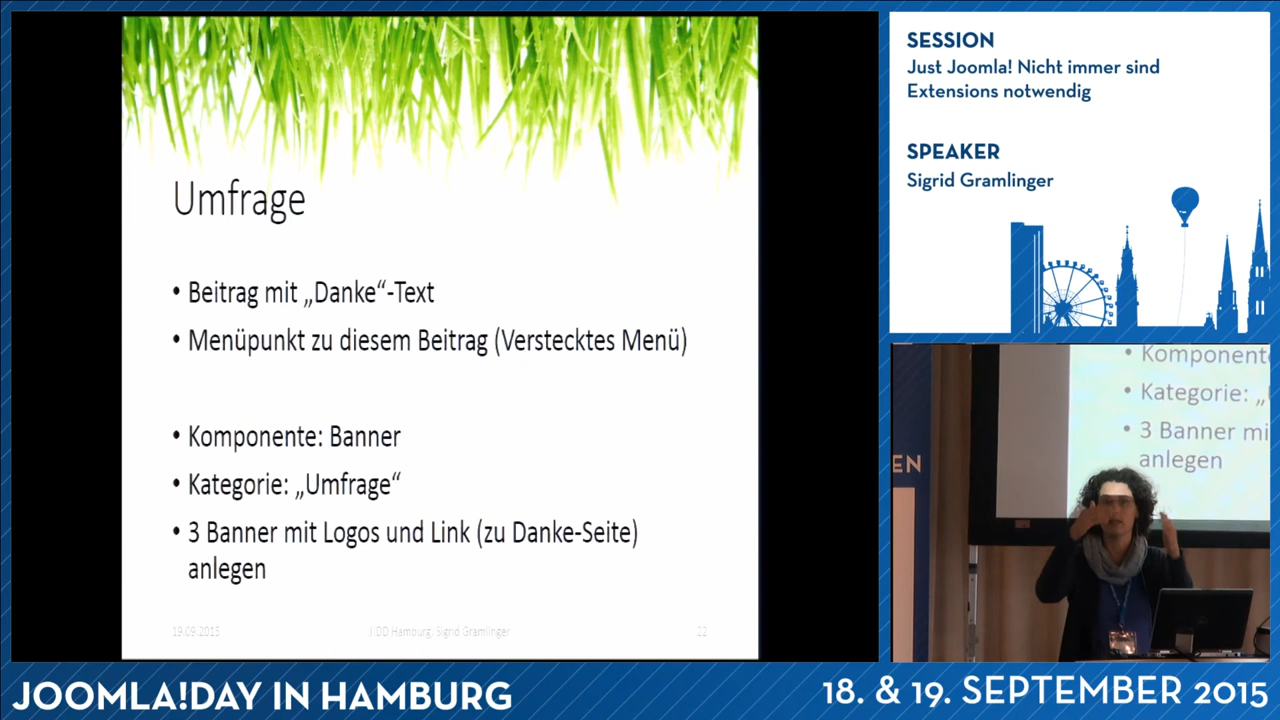 Umfrage
• Beitrag mit „Danke“-Text
• Menüpunkt zu diesem Beitrag (Verstecktes Menü)
• Komponente: Banner
• Kategorie: „Umfrage“
• 3 Banner mit Logos und Link (zu Danke-Seite)
anlegen
19.09.2015
JDD Hamburg, Sigrid Gramlinger
22
SESSION
Just Joomla! Nicht immer sind
Extensions notwendig
SPEAKER
Sigrid Gramlinger
• Komponente
• Kategorie: „
• 3 Banner mi
anlegen
EN
JOOMLA!DAY IN HAMBURG
18. & 19. SEPTEMBER 2015